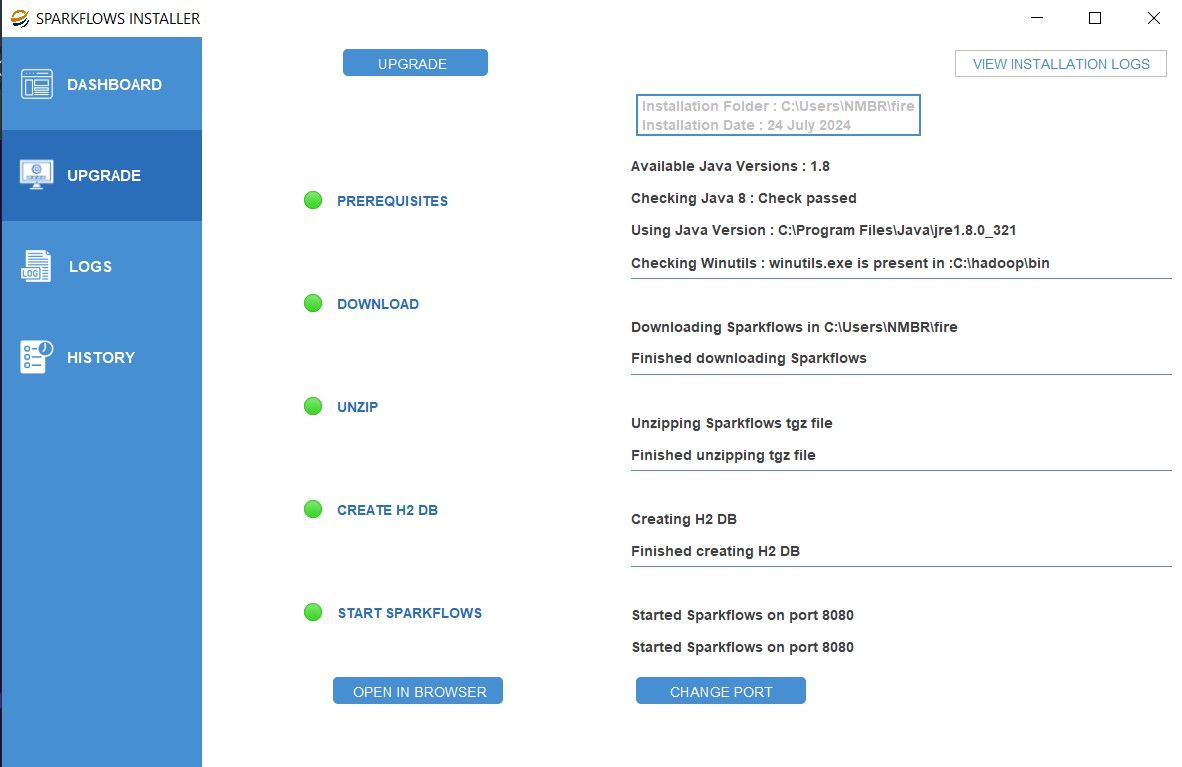 SPARKFLOWS INSTALLER
DASHBOARD
UPGRADE
LOG
LOGS
HISTORY
UPGRADE
VIEW INSTALLATION LOGS
Installation Folder : C:\Users\NMBR\fire
Installation Date : 24 July 2024
PREREQUISITES
Available Java Versions : 1.8
Checking Java 8 : Check passed
Using Java Version : C:\Program Files\Java\jre1.8.0_321
Checking Winutils : winutils.exe is present in :C:\hadoop\bin
DOWNLOAD
Downloading Sparkflows in C:\Users\NMBR\fire
Finished downloading Sparkflows
UNZIP
Unzipping Sparkflows tgz file
Finished unzipping tgz file
CREATE H2 DB
Creating H2 DB
Finished creating H2 DB
START SPARKFLOWS
Started Sparkflows on port 8080
Started Sparkflows on port 8080
OPEN IN BROWSER
CHANGE PORT